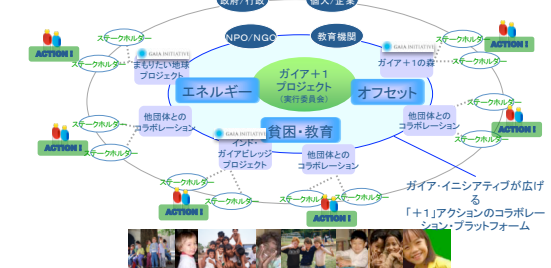 政府/行政
個人/企業
NPO/NGO
教育機関
ステークホルダー
ステークホルダー
ACTION !
GAIA INITIATIVE
まもりたい地球
プロジェクト
GAIA INITIATIVE
ガイア＋1の森
ステークホルダー
ステークホルダー
ACTION !
ガイア＋1
プロジェクト
(実行委員会)
エネルギー
オフセット
貧困・教育
ステークホルダー
ステークホルダー
ACTION !
他団体との
コラボレーション
他団体との
コラボレーション
ステークホルダー
ステークホルダー
ACTION !
GAIA INITIATIVE
インド・
ガイアビレッジ
プロジェクト
他団体との
コラボレーション
ステークホルダー
ステークホルダー
ACTION !
ステークホルダー
ステークホルダー
ACTION !
ガイア・イニシアティブが広げ
る
「＋1」アクションのコラボレー
ション・プラットフォーム